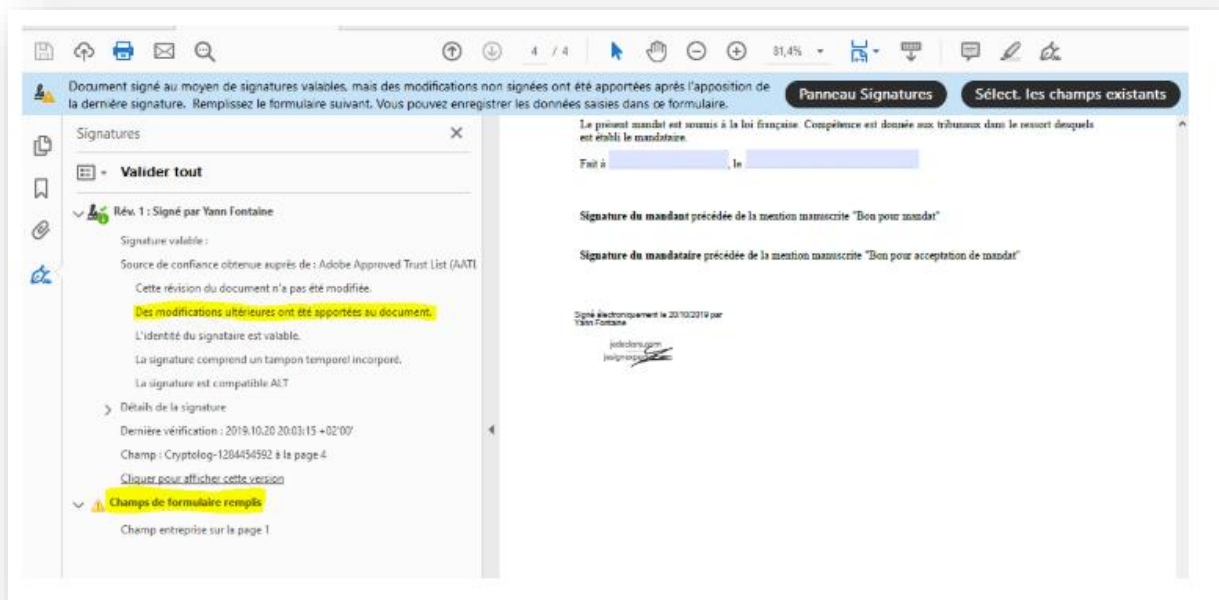 4 / 4
81,4%
Document signé au moyen de signatures valables, mais des modifications non signées ont été apportées après l'apposition de
la dernière signature. Remplissez le formulaire suivant. Vous pouvez enregistrer les données saisies dans ce formulaire.
Panneau Signatures
Sélect. les champs existants
Signatures
Valider tout
Rév. 1 : Signé par Yann Fontaine
Signature valable :
Source de confiance obtenue auprès de : Adobe Approved Trust List (AATL
Cette révision du document n'a pas été modifiée.
Des modifications ultérieures ont été apportées au document.
L'identité du signataire est valable.
La signature comprend un tampon temporel incorporé.
La signature est compatible ALT
Détails de la signature
Dernière vérification : 2019.10.20 20:03:15 +02'00'
Champ : Cryptolog-1284454592 à la page 4
Cliquer pour afficher cette version
Champs de formulaire remplis
Champ entreprise sur la page 1
Le présent mandat est soumis à la loi française. Compétence est donnée aux tribunaux dans le ressort desquels
est établi le mandataire.
Fait à , le
Signature du mandant précédée de la mention manuscrite "Bon pour mandat"
Signature du mandataire précédée de la mention manuscrite "Bon pour acceptation de mandat"
Signé électroniquement le 20/10/2019 par
Yann Fontaine